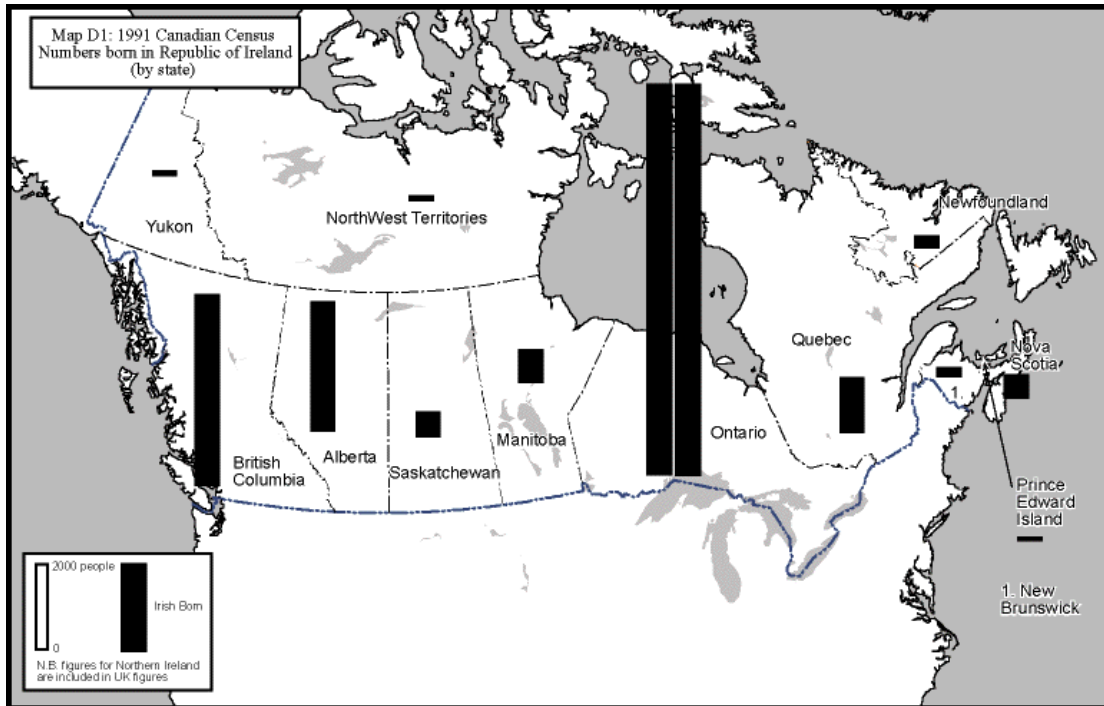 Map D1: 1991 Canadian Census
Numbers born in Republic of Ireland
(by state)
Newfoundland
Yukon
NorthWest Territories
Quebec
Nova
Scotia
1.
British
Columbia
Alberta
Saskatchewan
Manitoba
Ontario
Prince
Edward
Island
2000 people
Irish Born
0
N.B. figures for Northern Ireland
are included in UK figures
1. New
Brunswick